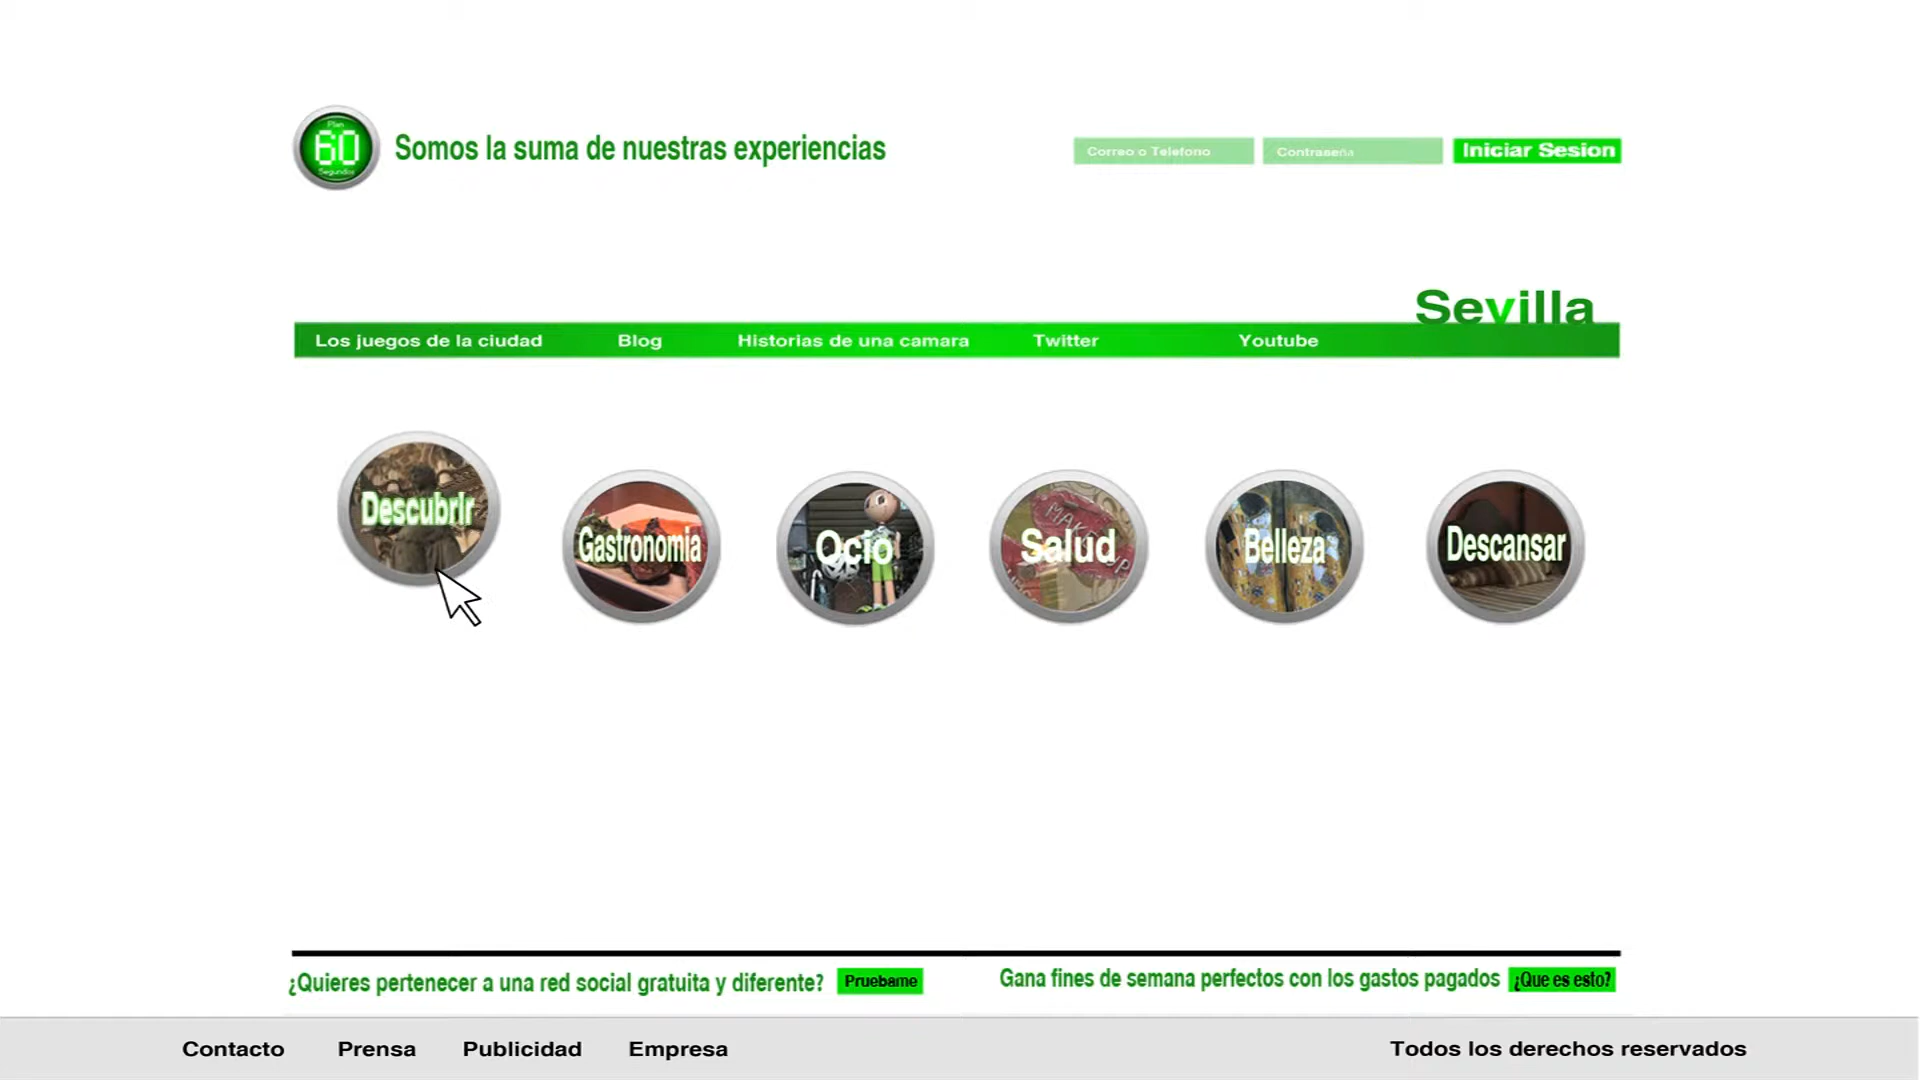 Plan
60
Segundos
Somos la suma de nuestras experiencias
Correo o Telefono
Contraseña
Iniciar Sesion
Sevilla
Los juegos de la ciudad
Blog
Historias de una camara
Twitter
Youtube
Descubrir
Gastronomia
Ocio
Salud
Belleza
Descansar
¿Quieres pertenecer a una red social gratuita y diferente?
Pruebame
Gana fines de semana perfectos con los gastos pagados
¿Que es esto?
Contacto
Prensa
Publicidad
Empresa
Todos los derechos reservados